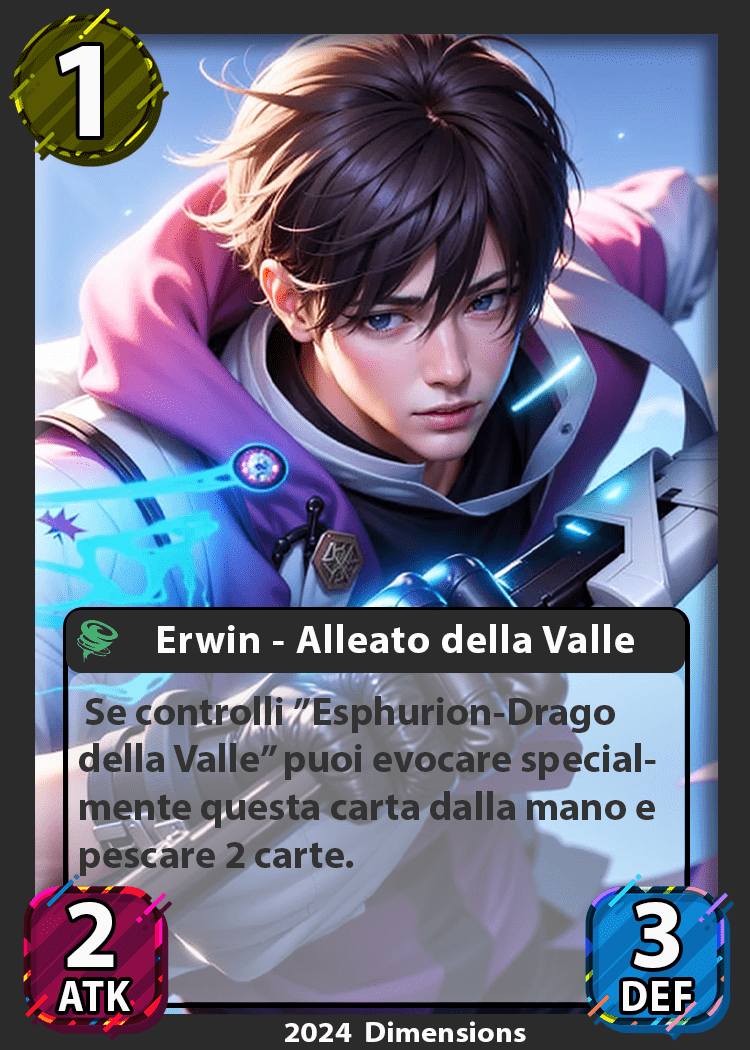 1
Erwin - Alleato della Valle
Se controlli ”Esphurion-Drago
della Valle” puoi evocare special-
mente questa carta dalla mano e
pescare 2 carte.
2
ATK
3
DEF
2024 Dimensions